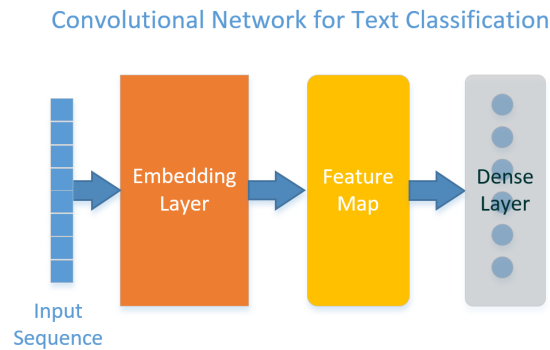 Convolutional Network for Text Classification
Embedding
Layer
Feature
Map
Dense
Layer
Input
Sequence